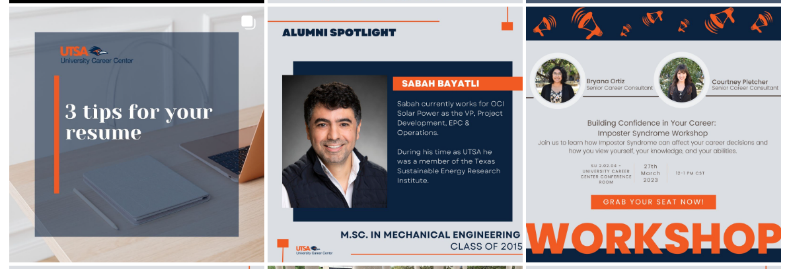 UTSA
University Career Center
3 tips for your
resume
ALUMNI SPOTLIGHT
SABAH BAYATLI
Sabah currently works for OCI
Solar Power as the VP, Project
Development, EPC &
Operations.
During his time as UTSA he
was a member of the Texas
Sustainable Energy Research
Institute.
M.SC. IN MECHANICAL ENGINEERING
CLASS OF 2015
UTSA
University Career Center
Bryana Ortiz
Senior Career Consultant
Courtney Pletcher
Senior Career Consultant
Building Confidence in Your Career:
Imposter Syndrome Workshop
Join us to learn how Imposter Syndrome can affect your career decisions and
how you view yourself, your knowledge, and your abilities.
UNIVERSITY CAREER
CENTER CONFERENCE
ROOM
27th
March
2023
12-1 PM CST
GRAB YOUR SEAT NOW!
WORKSHOP